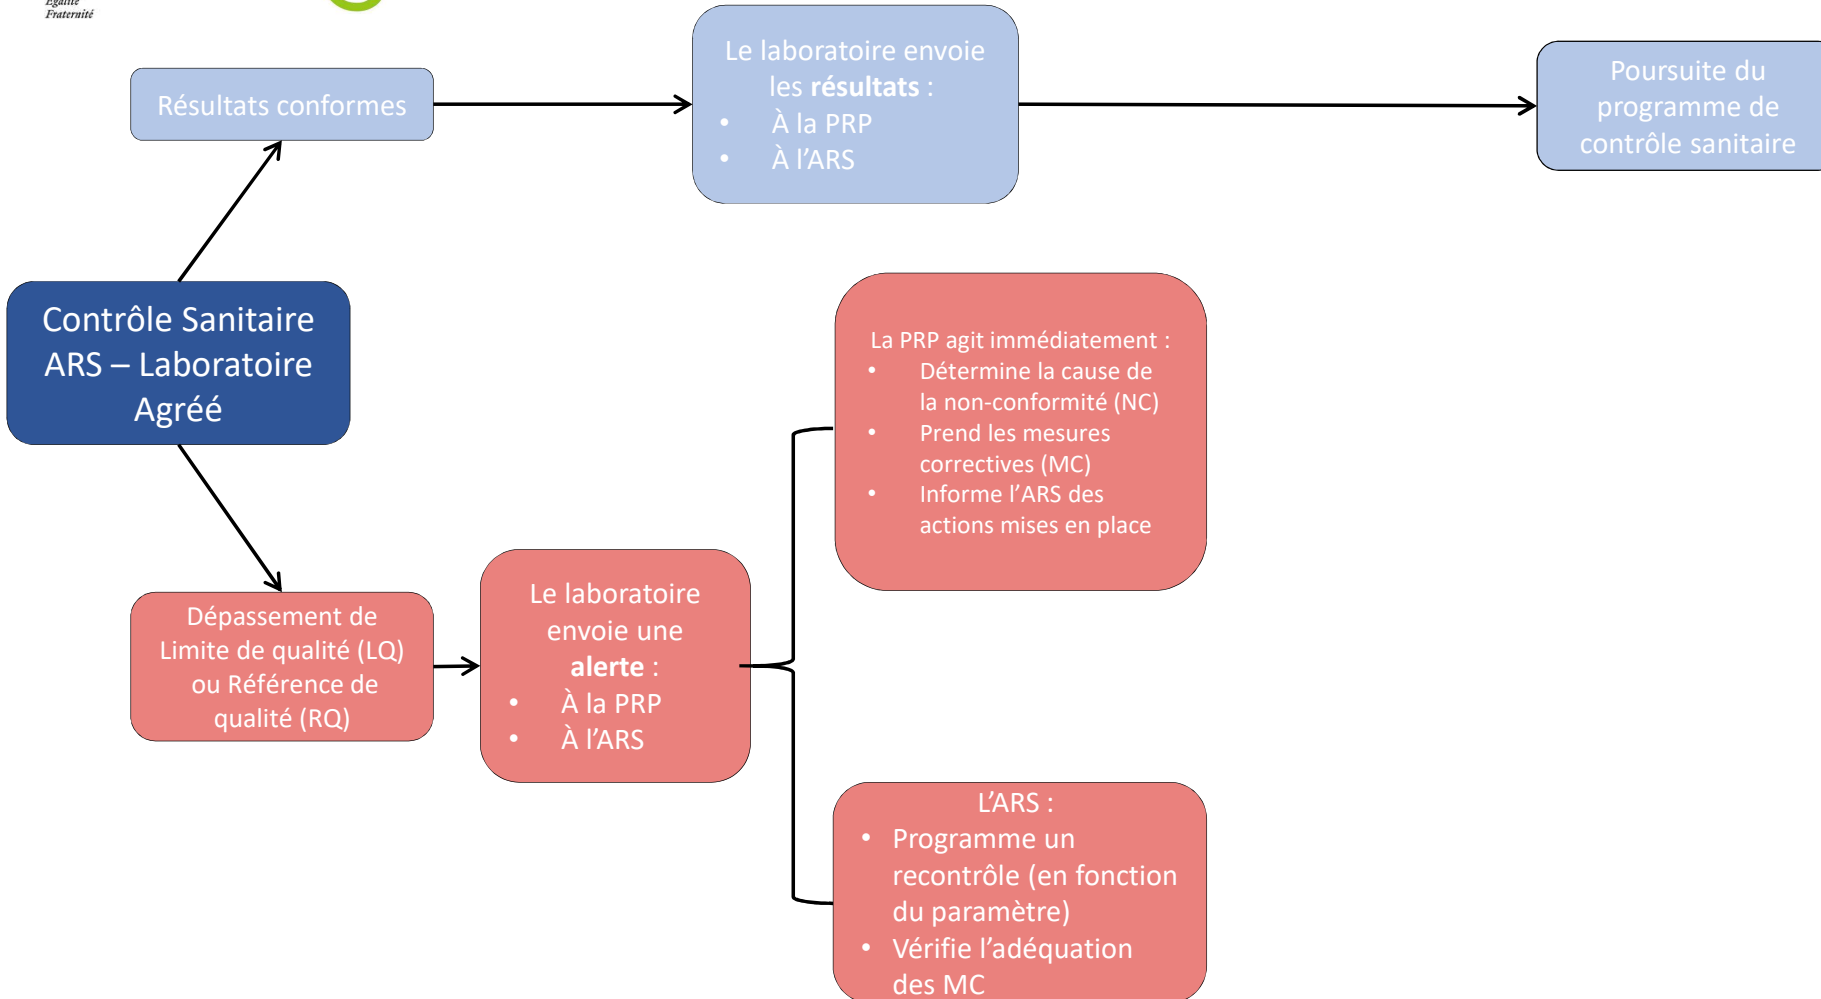 Égalité
Fraternité
Résultats conformes
Le laboratoire envoie
les résultats :
• À la PRP
• À l’ARS
Poursuite du
programme de
contrôle sanitaire
Contrôle Sanitaire
ARS – Laboratoire
Agréé
La PRP agit immédiatement :
• Détermine la cause de
la non-conformité (NC)
• Prend les mesures
correctives (MC)
• Informe l’ARS des
actions mises en place
Dépassement de
Limite de qualité (LQ)
ou Référence de
qualité (RQ)
Le laboratoire
envoie une
alerte :
• À la PRP
• À l’ARS
L’ARS :
• Programme un
recontrôle (en fonction
du paramètre)
• Vérifie l’adéquation
des MC